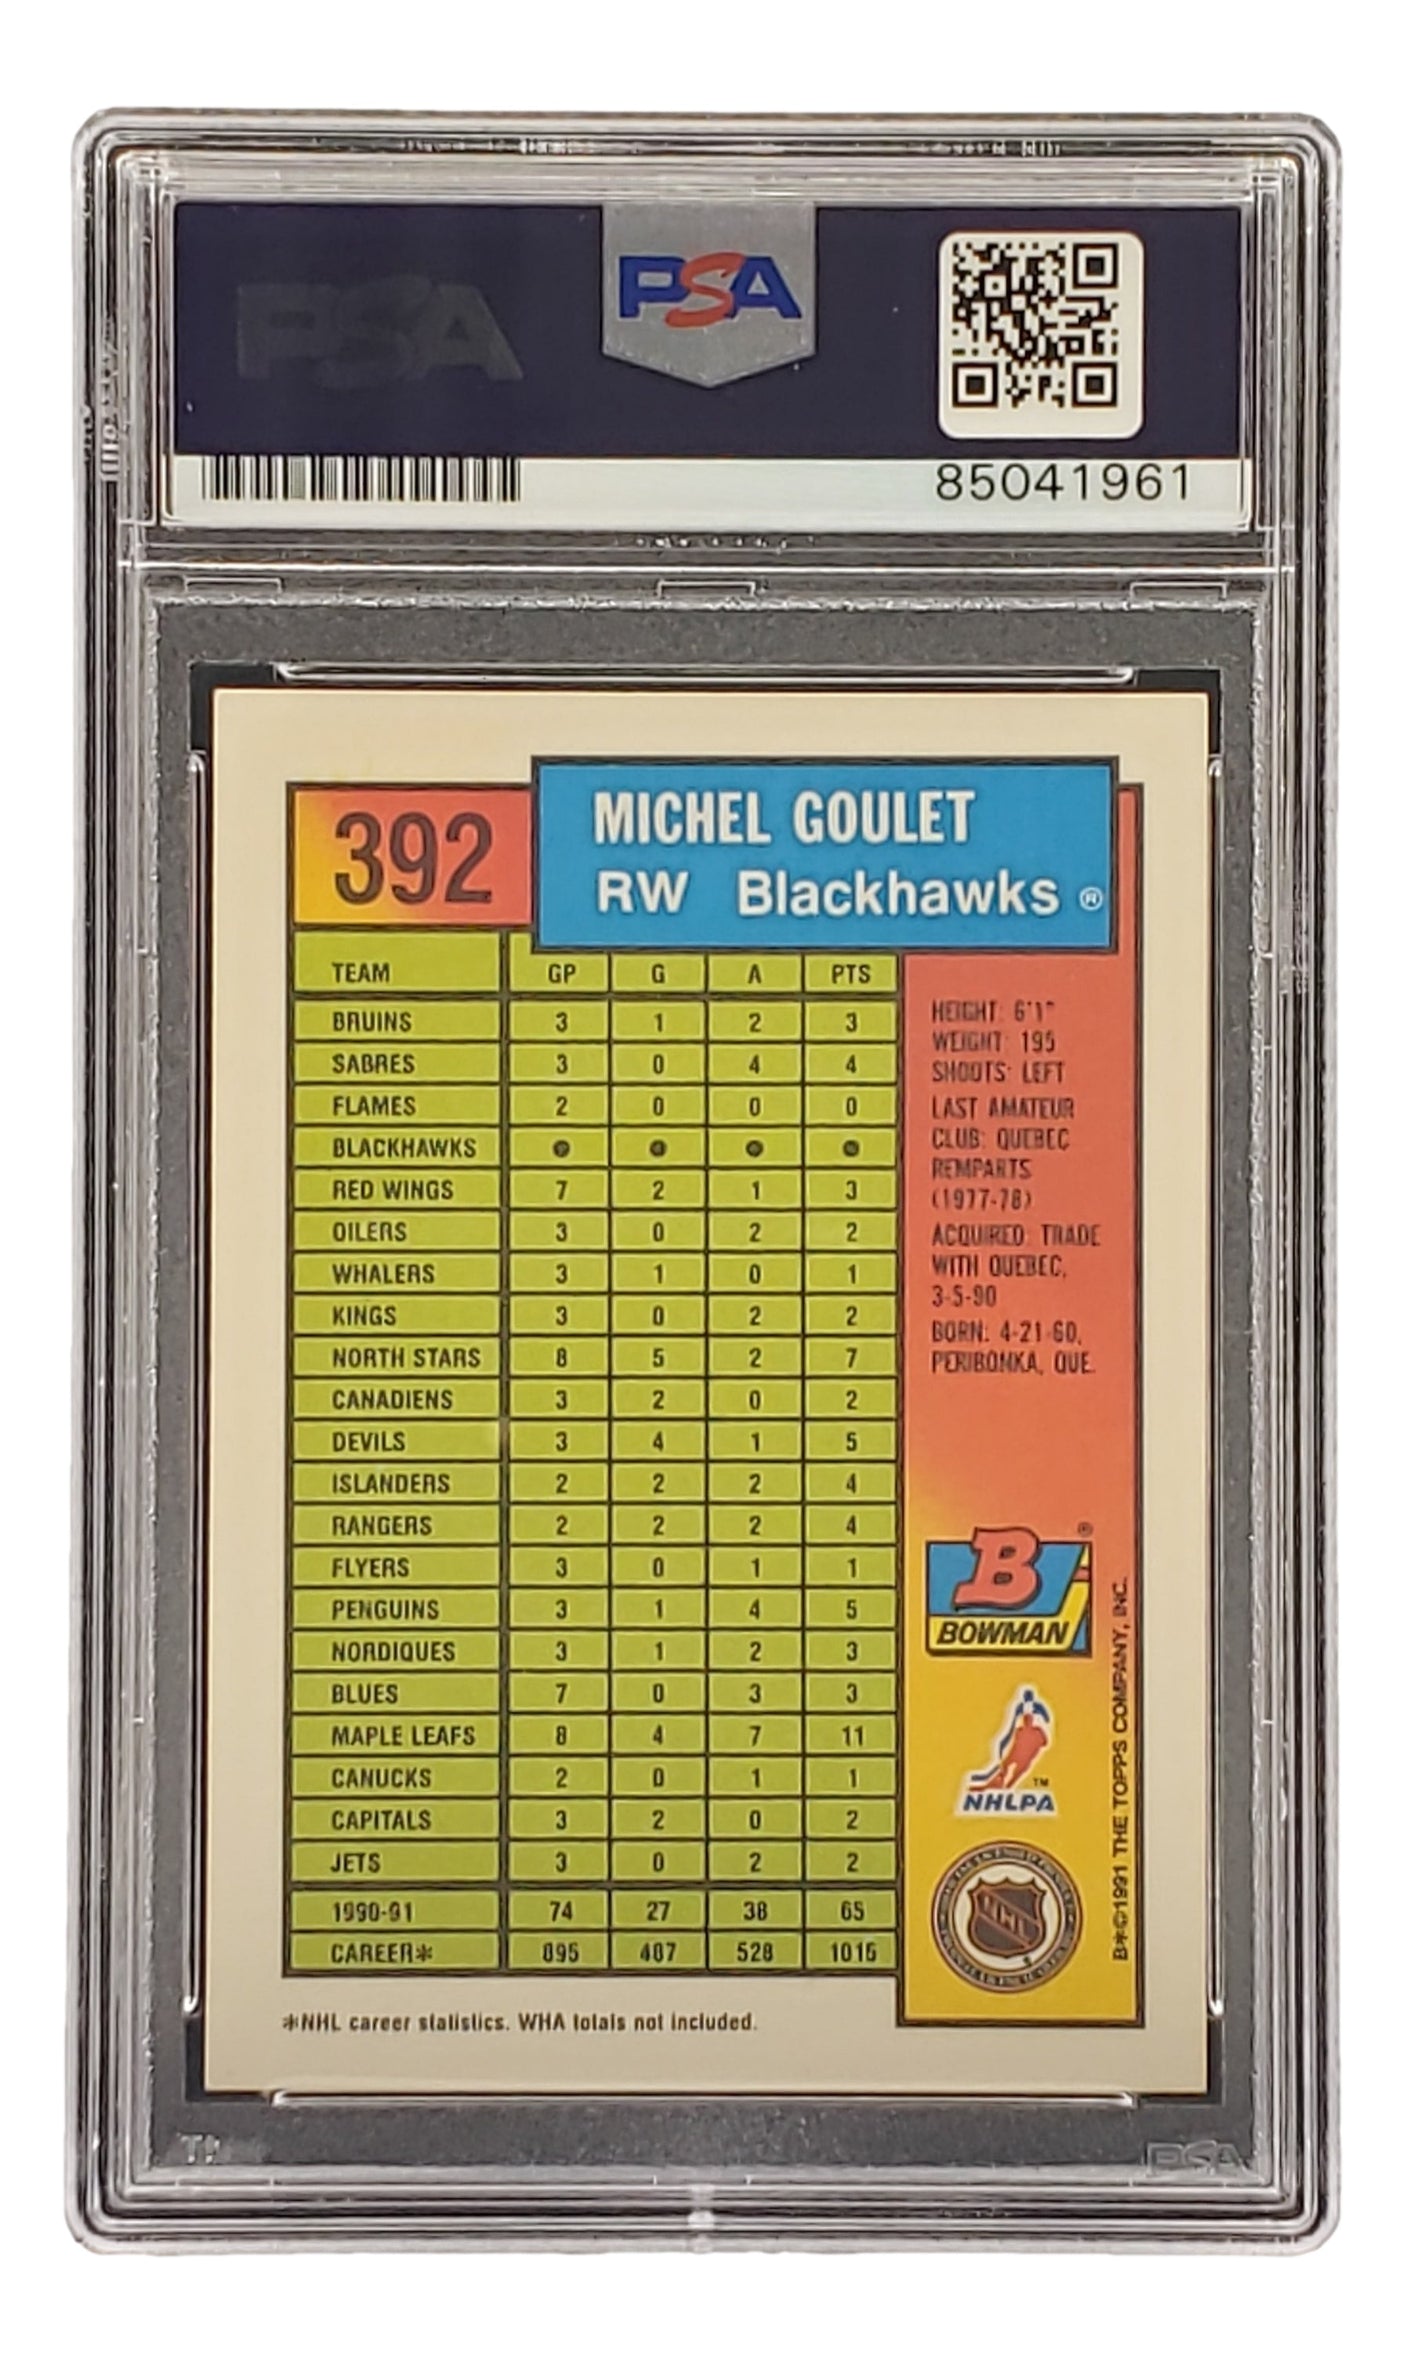 PSA
PSA
85041961
392
MICHEL GOULET
RW Blackhawks ®
TEAM GP G A PTS
BRUINS 3 1 2 3
SABRES 3 0 4 4
FLAMES 2 0 0 0
BLACKHAWKS ● ● ● ●
RED WINGS 7 2 1 3
OILERS 3 0 2 2
WHALERS 3 1 0 1
KINGS 3 0 2 2
NORTH STARS 8 5 2 7
CANADIENS 3 2 0 2
DEVILS 3 4 1 5
ISLANDERS 2 2 2 4
RANGERS 2 2 2 4
FLYERS 3 0 1 1
PENGUINS 3 1 4 5
NORDIQUES 3 1 2 3
BLUES 7 0 3 3
MAPLE LEAFS 8 4 7 11
CANUCKS 2 0 1 1
CAPITALS 3 2 0 2
JETS 3 0 2 2
1990-91 74 27 38 65
CAREER* 895 487 528 1015
*NHL career statistics. WHA totals not included.
HEIGHT: 6'1"
WEIGHT: 195
SHOOTS: LEFT
LAST AMATEUR
CLUB: QUEBEC
REMPARTS
(1977-78)
ACQUIRED: TRADE
WITH QUEBEC,
3-5-90
BORN: 4-21-60,
PERIBONKA, QUE.
B ®
BOWMAN
TM
NHLPA
NHL
B*©1991 THE TOPPS COMPANY, INC.
PSA